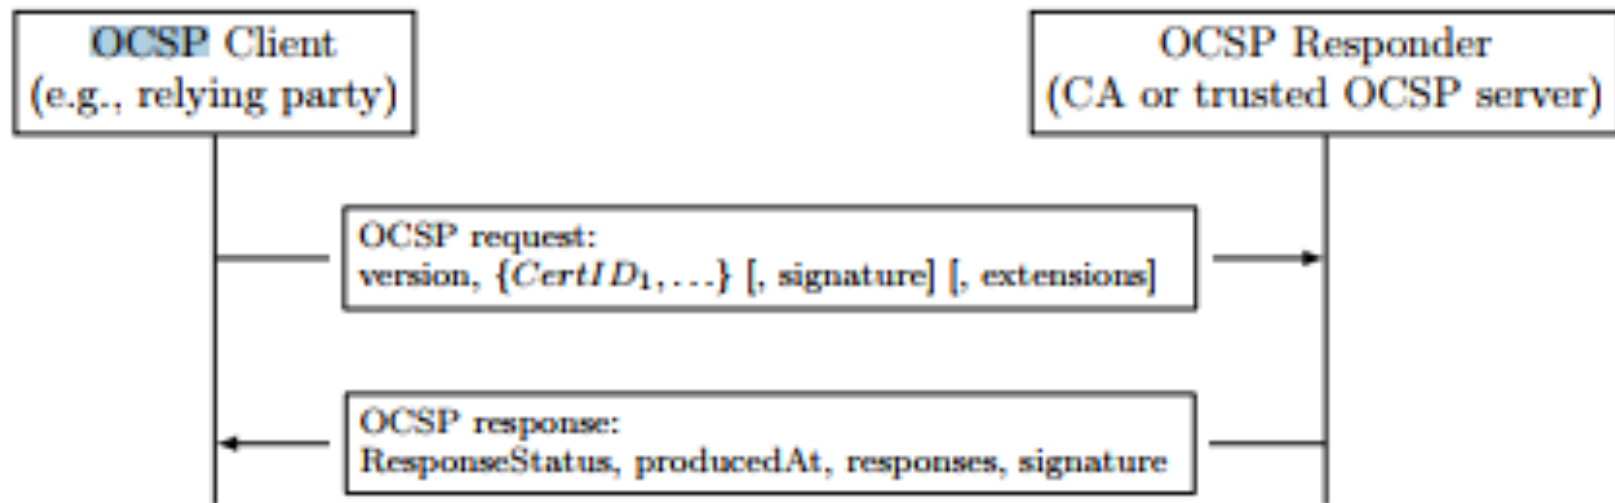 OCSP Client
(e.g., relying party)
OCSP Responder
(CA or trusted OCSP server)
OCSP request:
version, {CertID₁,...} [, signature] [, extensions]
OCSP response:
ResponseStatus, producedAt, responses, signature